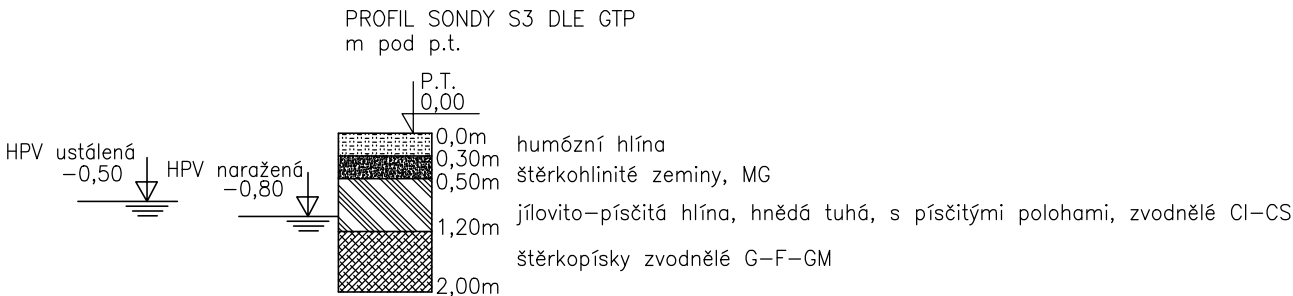 PROFIL SONDY S3 DLE GTP
m pod p.t.
P.T.
0,00
HPV ustálená
-0,50
HPV naražená
-0,80
0,0m
humózní hlína
0,30m
štěrkohlinité zeminy, MG
0,50m
jílovito-písčitá hlína, hnědá tuhá, s písčitými polohami, zvodnělé CI-CS
1,20m
štěrkopísky zvodnělé G-F-GM
2,00m